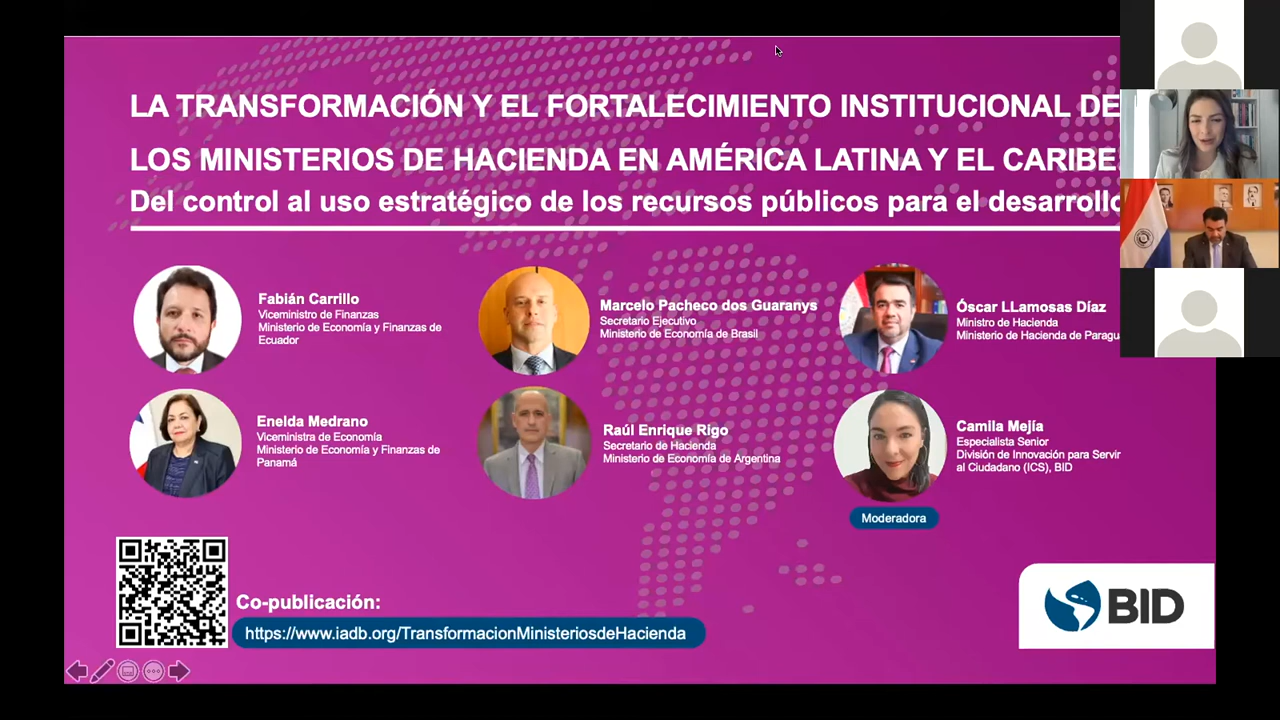 LA TRANSFORMACIÓN Y EL FORTALECIMIENTO INSTITUCIONAL DE
LOS MINISTERIOS DE HACIENDA EN AMÉRICA LATINA Y EL CARIBE:
Del control al uso estratégico de los recursos públicos para el desarrollo
Fabián Carrillo
Viceministro de Finanzas
Ministerio de Economía y Finanzas de
Ecuador
Marcelo Pacheco dos Guaranys
Secretario Ejecutivo
Ministerio de Economía de Brasil
Óscar LLamosas Díaz
Ministro de Hacienda
Ministerio de Hacienda de Paragu
Enelda Medrano
Viceministra de Economía
Ministerio de Economía y Finanzas de
Panamá
Raúl Enrique Rigo
Secretario de Hacienda
Ministerio de Economía de Argentina
Camila Mejía
Especialista Senior
División de Innovación para Servir
al Ciudadano (ICS), BID
Moderadora
Co-publicación:
https://www.iadb.org/TransformacionMinisteriosdeHacienda
BID